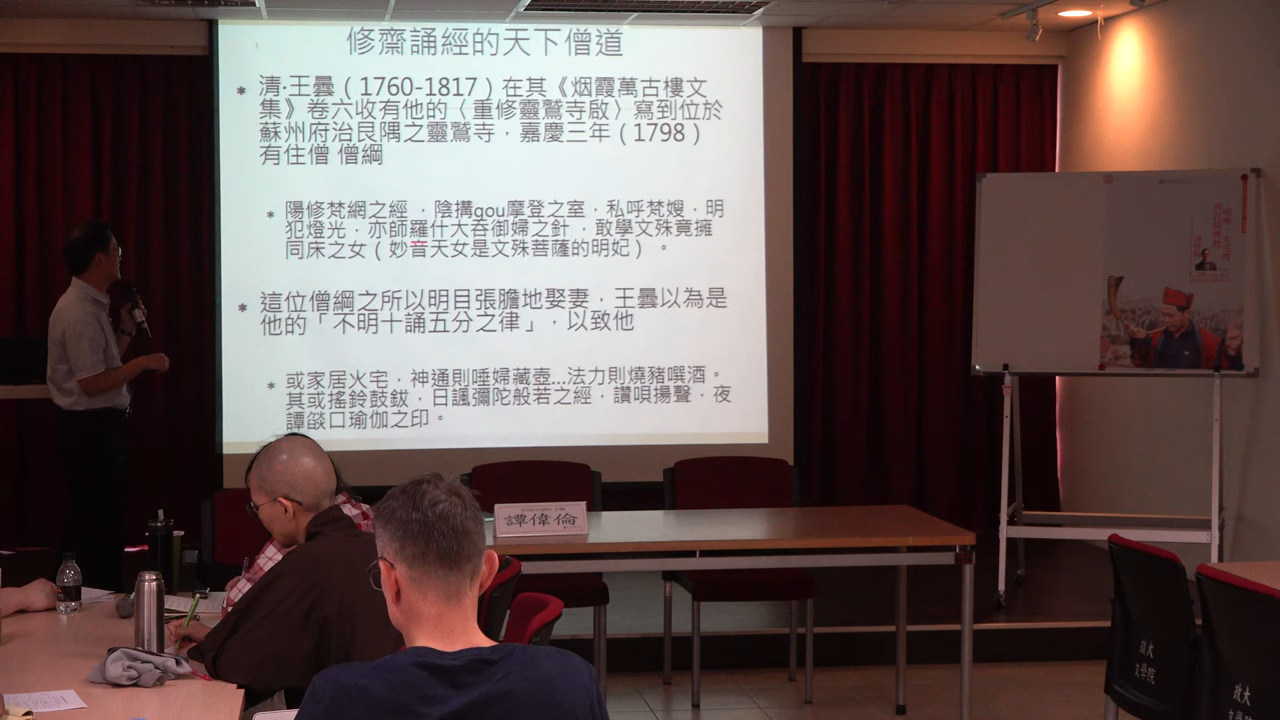 修齋誦經的天下僧道
* 清·王曇（1760-1817）在其《烟霞萬古樓文
集》卷六收有他的〈重修靈鷲寺啟〉寫到位於
蘇州府治艮隅之靈鷲寺，嘉慶三年（1798）
有住僧 僧綱
* 陽修梵網之經 ，陰搆gou摩登之室，私呼梵嫂，明
犯燈光，亦師羅什大吞御婦之針，敢學文殊竟擁
同床之女（妙音天女是文殊菩薩的明妃） 。
* 這位僧綱之所以明目張膽地娶妻，王曇以為是
他的「不明十誦五分之律」，以致他
* 或家居火宅，神通則唾婦藏壺…法力則燒豬噀酒。
其或搖鈴鼓鈸，日諷彌陀般若之經，讚唄揚聲，夜
譚燄口瑜伽之印。
譚偉倫
政大
文學院
政大